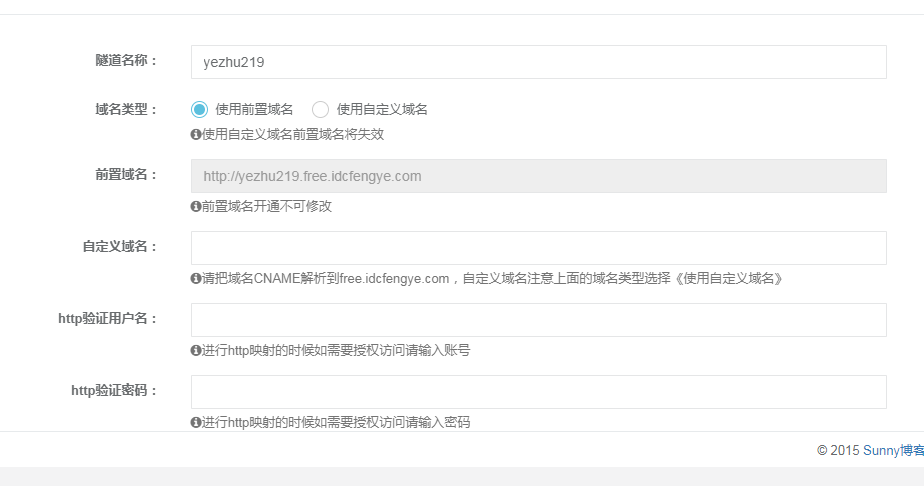 隧道名称：
yezhu219
域名类型：
使用前置域名 使用自定义域名
使用自定义域名前置域名将失效
前置域名：
http://yezhu219.free.idcfengye.com
前置域名开通不可修改
自定义域名：
请把域名CNAME解析到free.idcfengye.com，自定义域名注意上面的域名类型选择《使用自定义域名》
http验证用户名：
进行http映射的时候如需要授权访问请输入账号
http验证密码：
进行http映射的时候如需要授权访问请输入密码
© 2015 Sunny博客